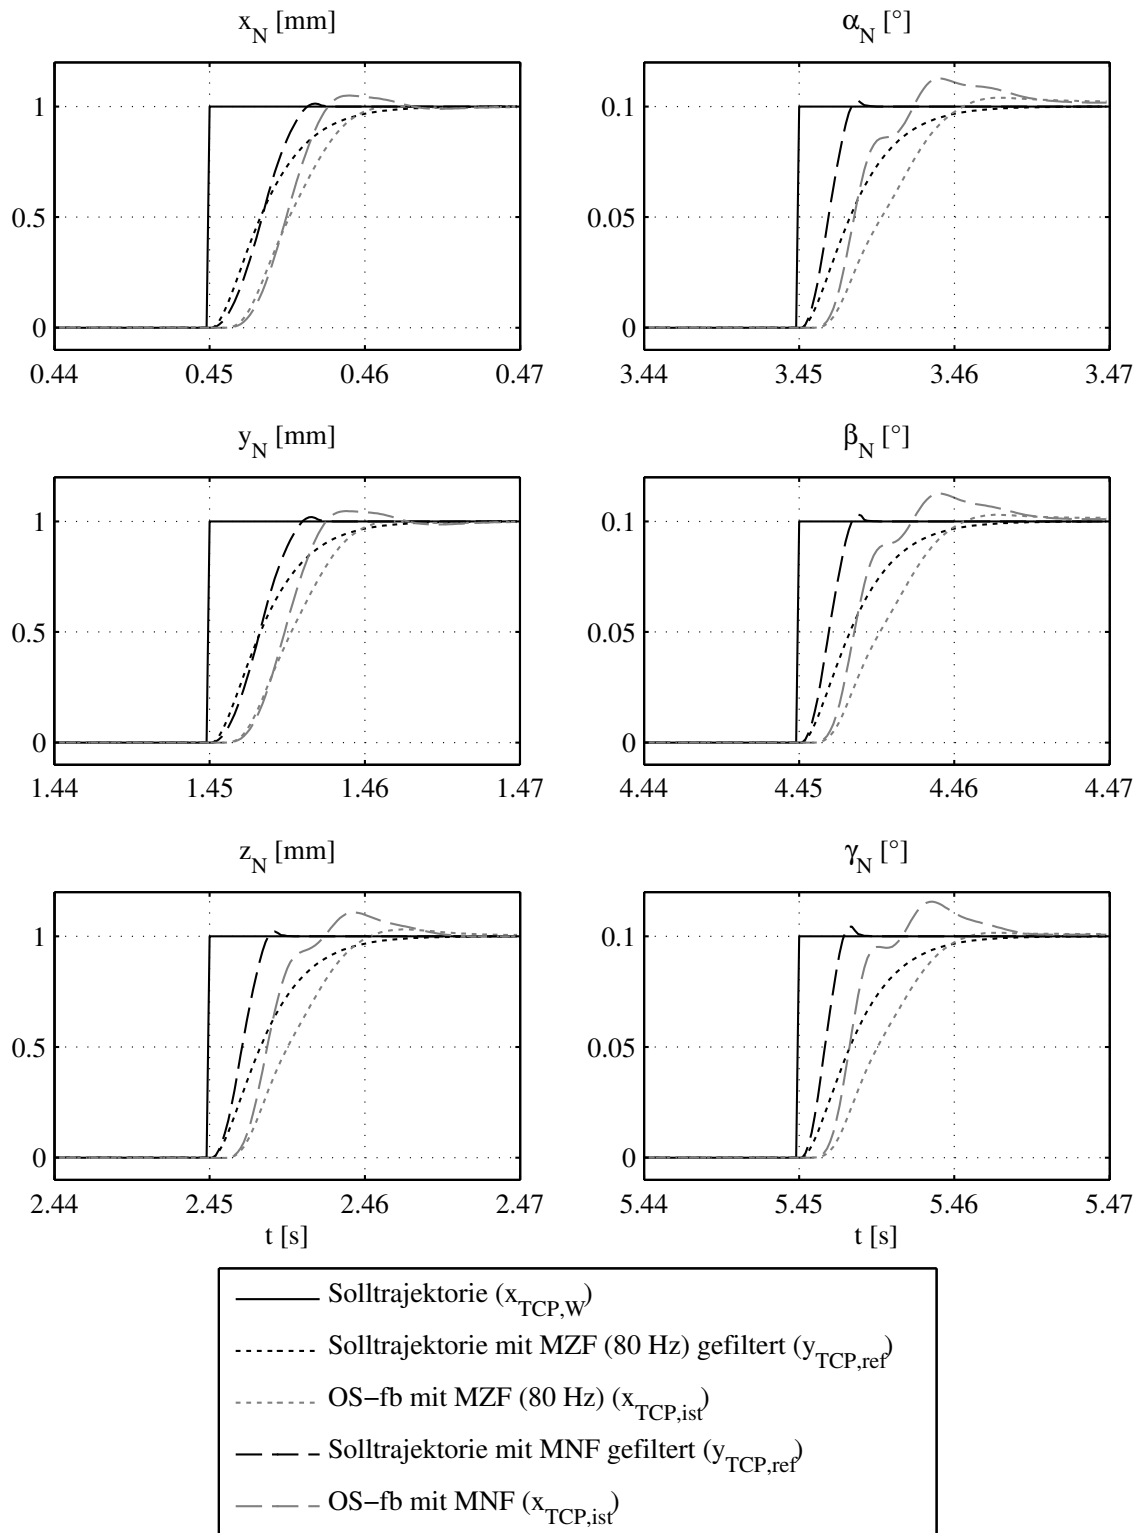 x_N [mm]
1
0.5
0
0.44 0.45 0.46 0.47
α_N [°]
0.1
0.05
0
3.44 3.45 3.46 3.47
y_N [mm]
1
0.5
0
1.44 1.45 1.46 1.47
β_N [°]
0.1
0.05
0
4.44 4.45 4.46 4.47
z_N [mm]
1
0.5
0
2.44 2.45 2.46 2.47
t [s]
γ_N [°]
0.1
0.05
0
5.44 5.45 5.46 5.47
t [s]
Solltrajektorie (x_TCP,W)
Solltrajektorie mit MZF (80 Hz) gefiltert (y_TCP,ref)
OS−fb mit MZF (80 Hz) (x_TCP,ist)
Solltrajektorie mit MNF gefiltert (y_TCP,ref)
OS−fb mit MNF (x_TCP,ist)